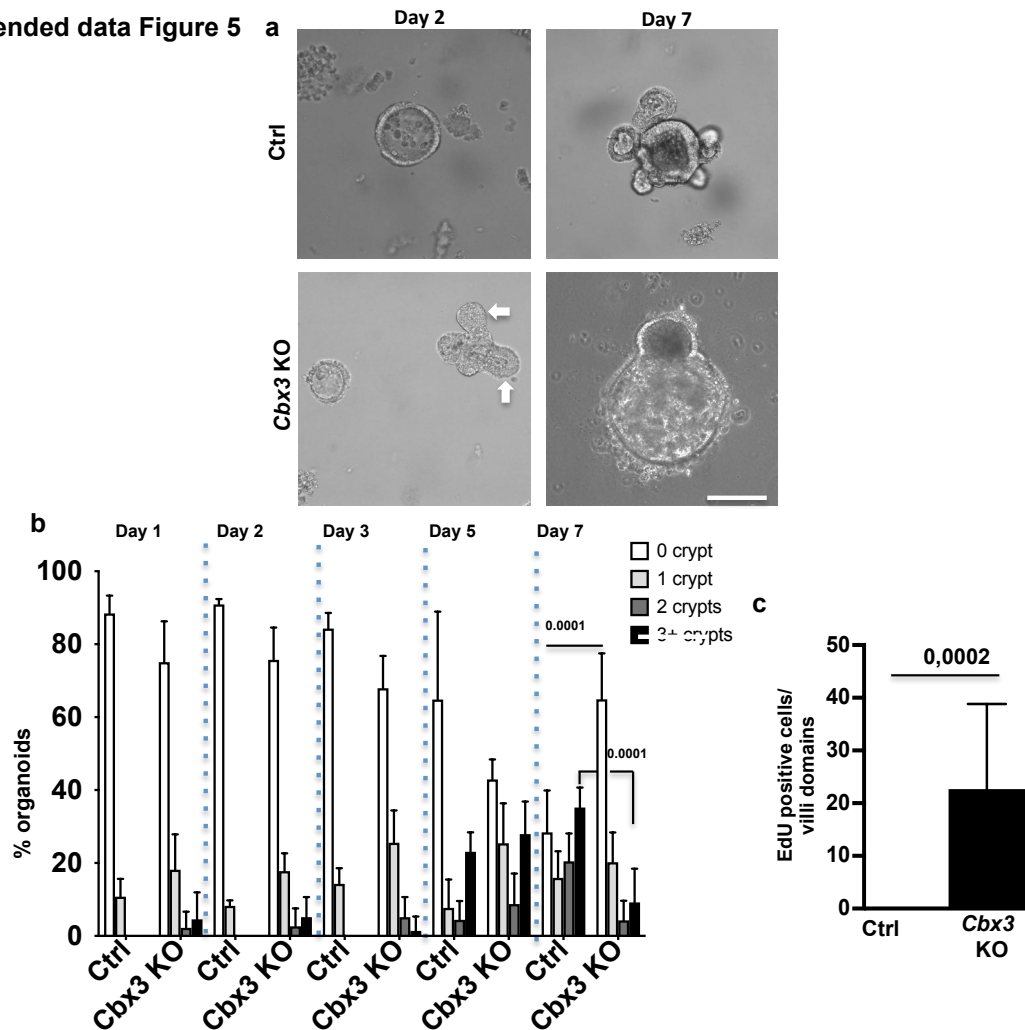 ended data Figure 5
a
Day 2
Day 7
Ctrl
Cbx3 KO
b
Day 1
Day 2
Day 3
Day 5
Day 7
0 crypt
1 crypt
2 crypts
3+ crypts
% organoids
100
80
60
40
20
0
0.0001
0.0001
Ctrl
Cbx3 KO
Ctrl
Cbx3 KO
Ctrl
Cbx3 KO
Ctrl
Cbx3 KO
Ctrl
Cbx3 KO
c
EdU positive cells/
villi domains
50
40
30
20
10
0
0,0002
Ctrl
Cbx3
KO